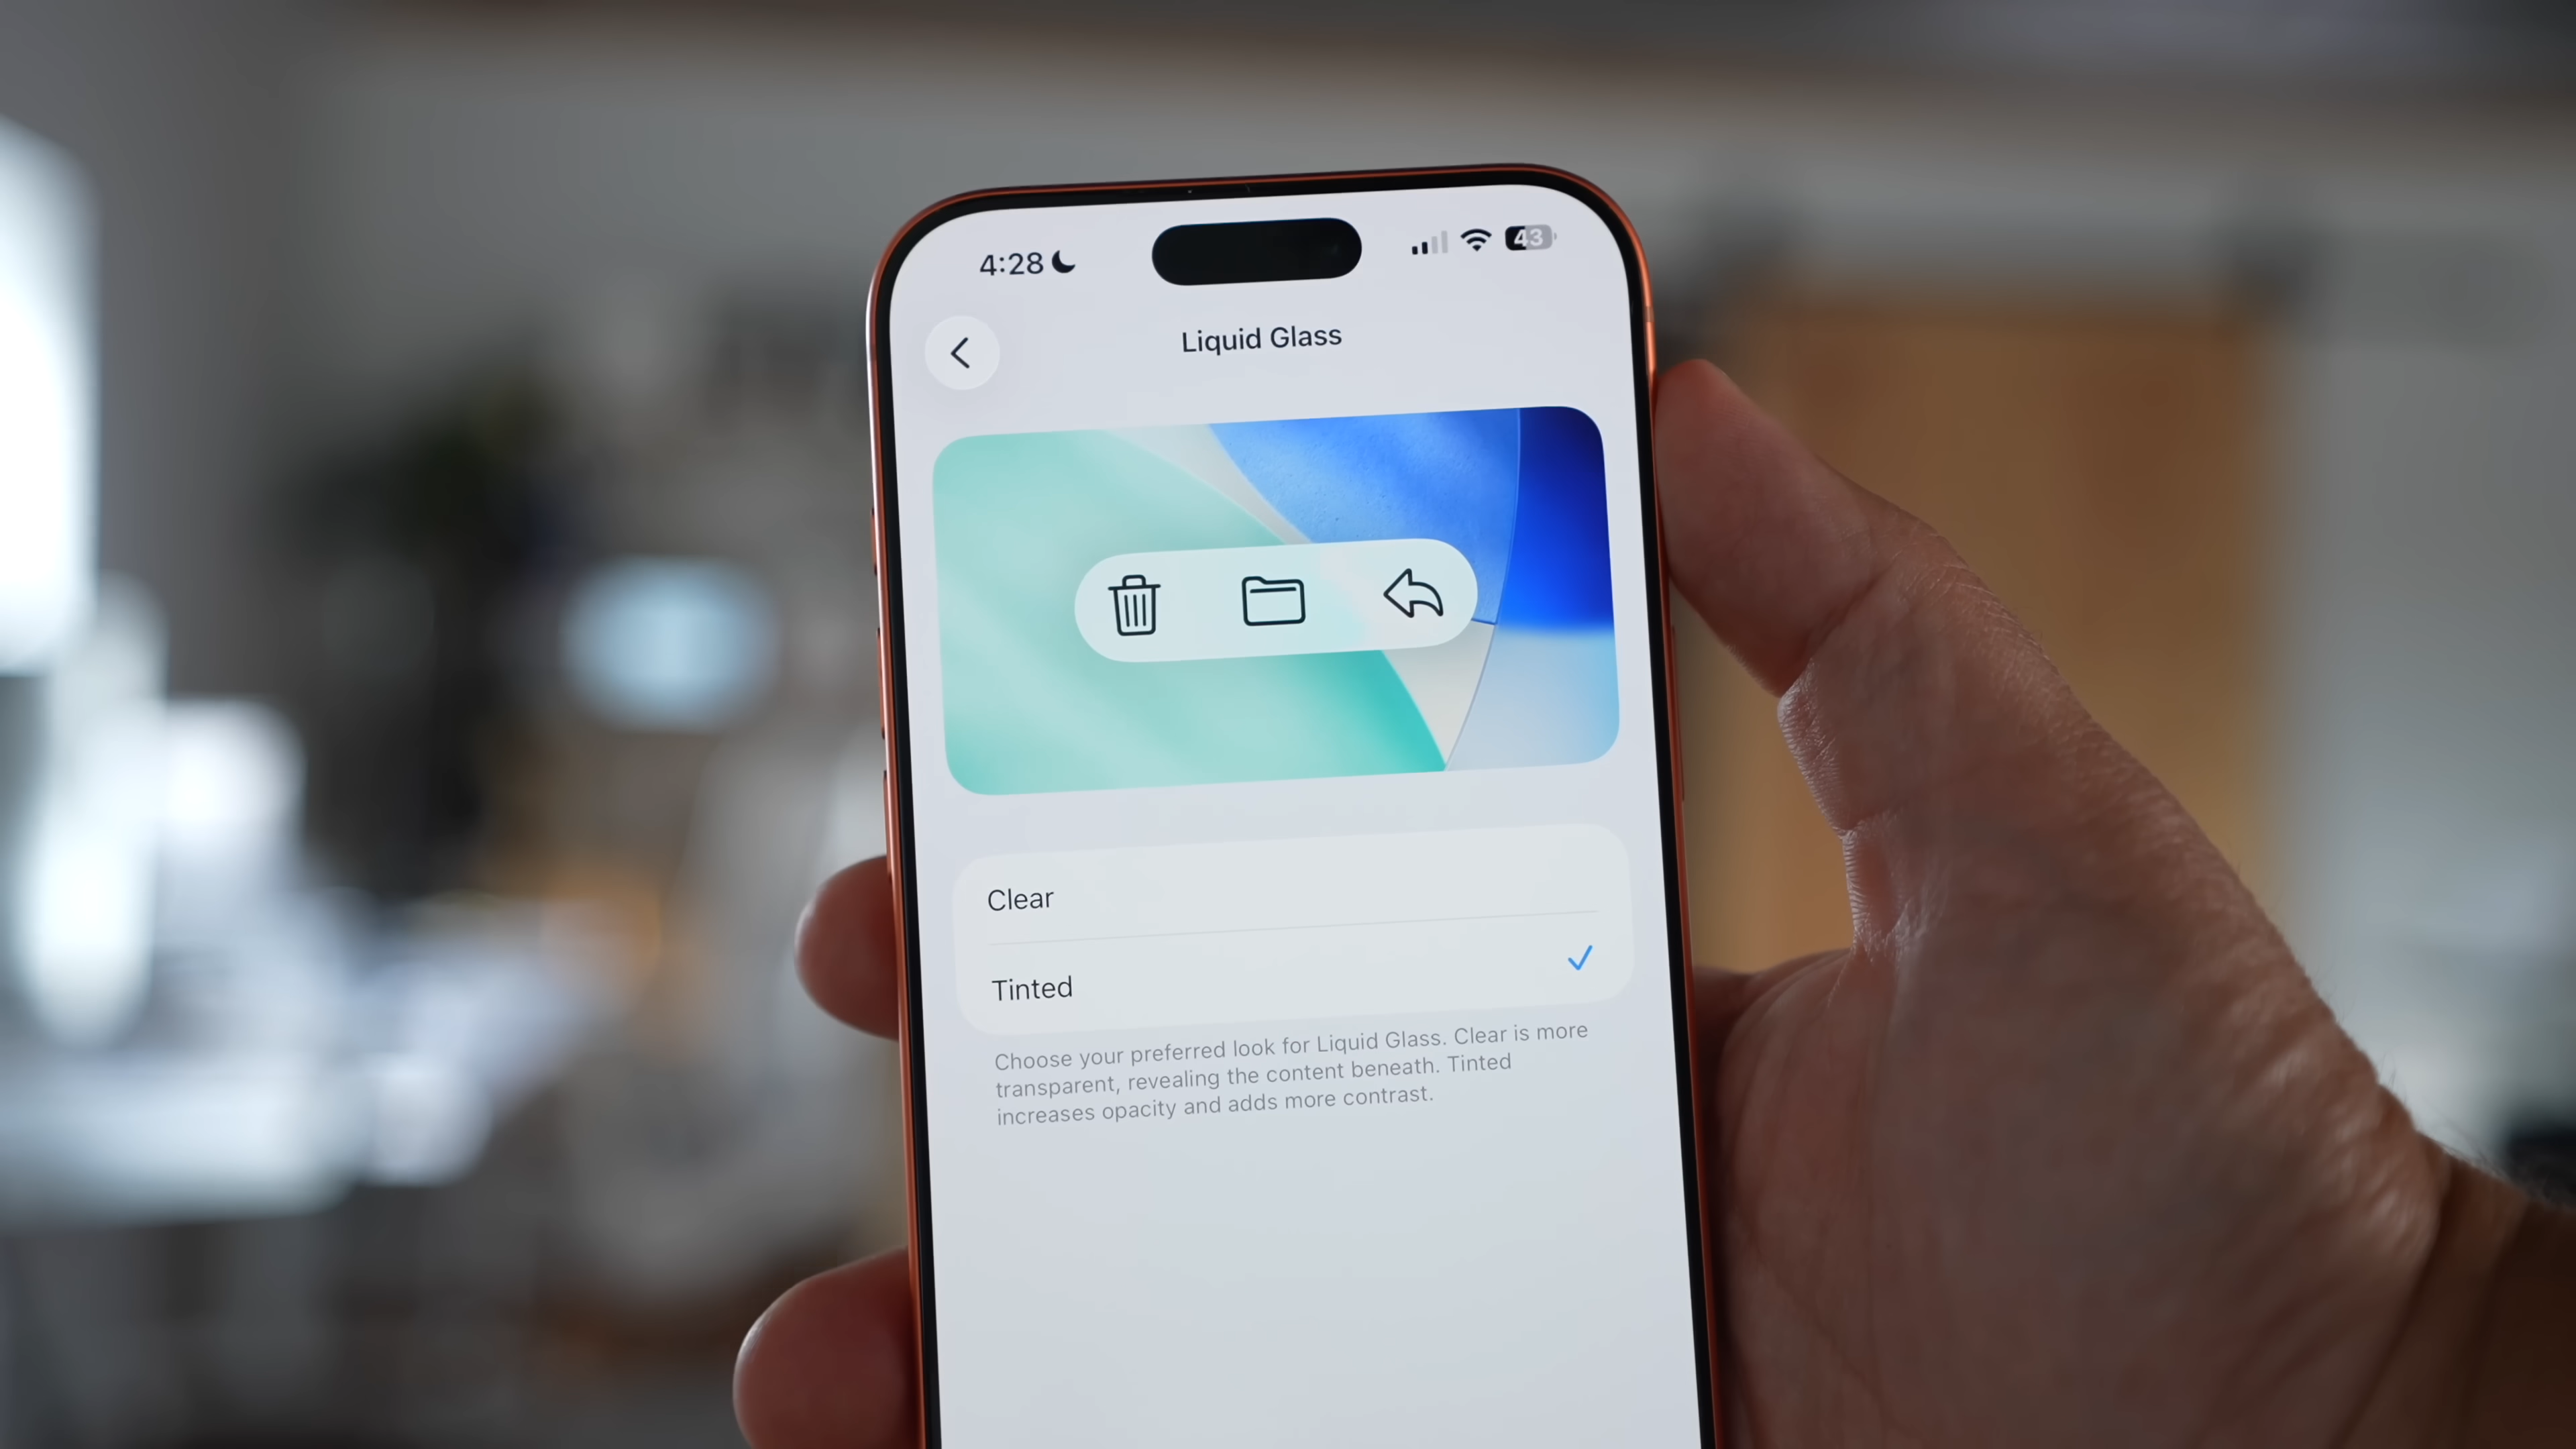 4:28
43
Liquid Glass
Clear
Tinted
Choose your preferred look for Liquid Glass. Clear is more
transparent, revealing the content beneath. Tinted
increases opacity and adds more contrast.